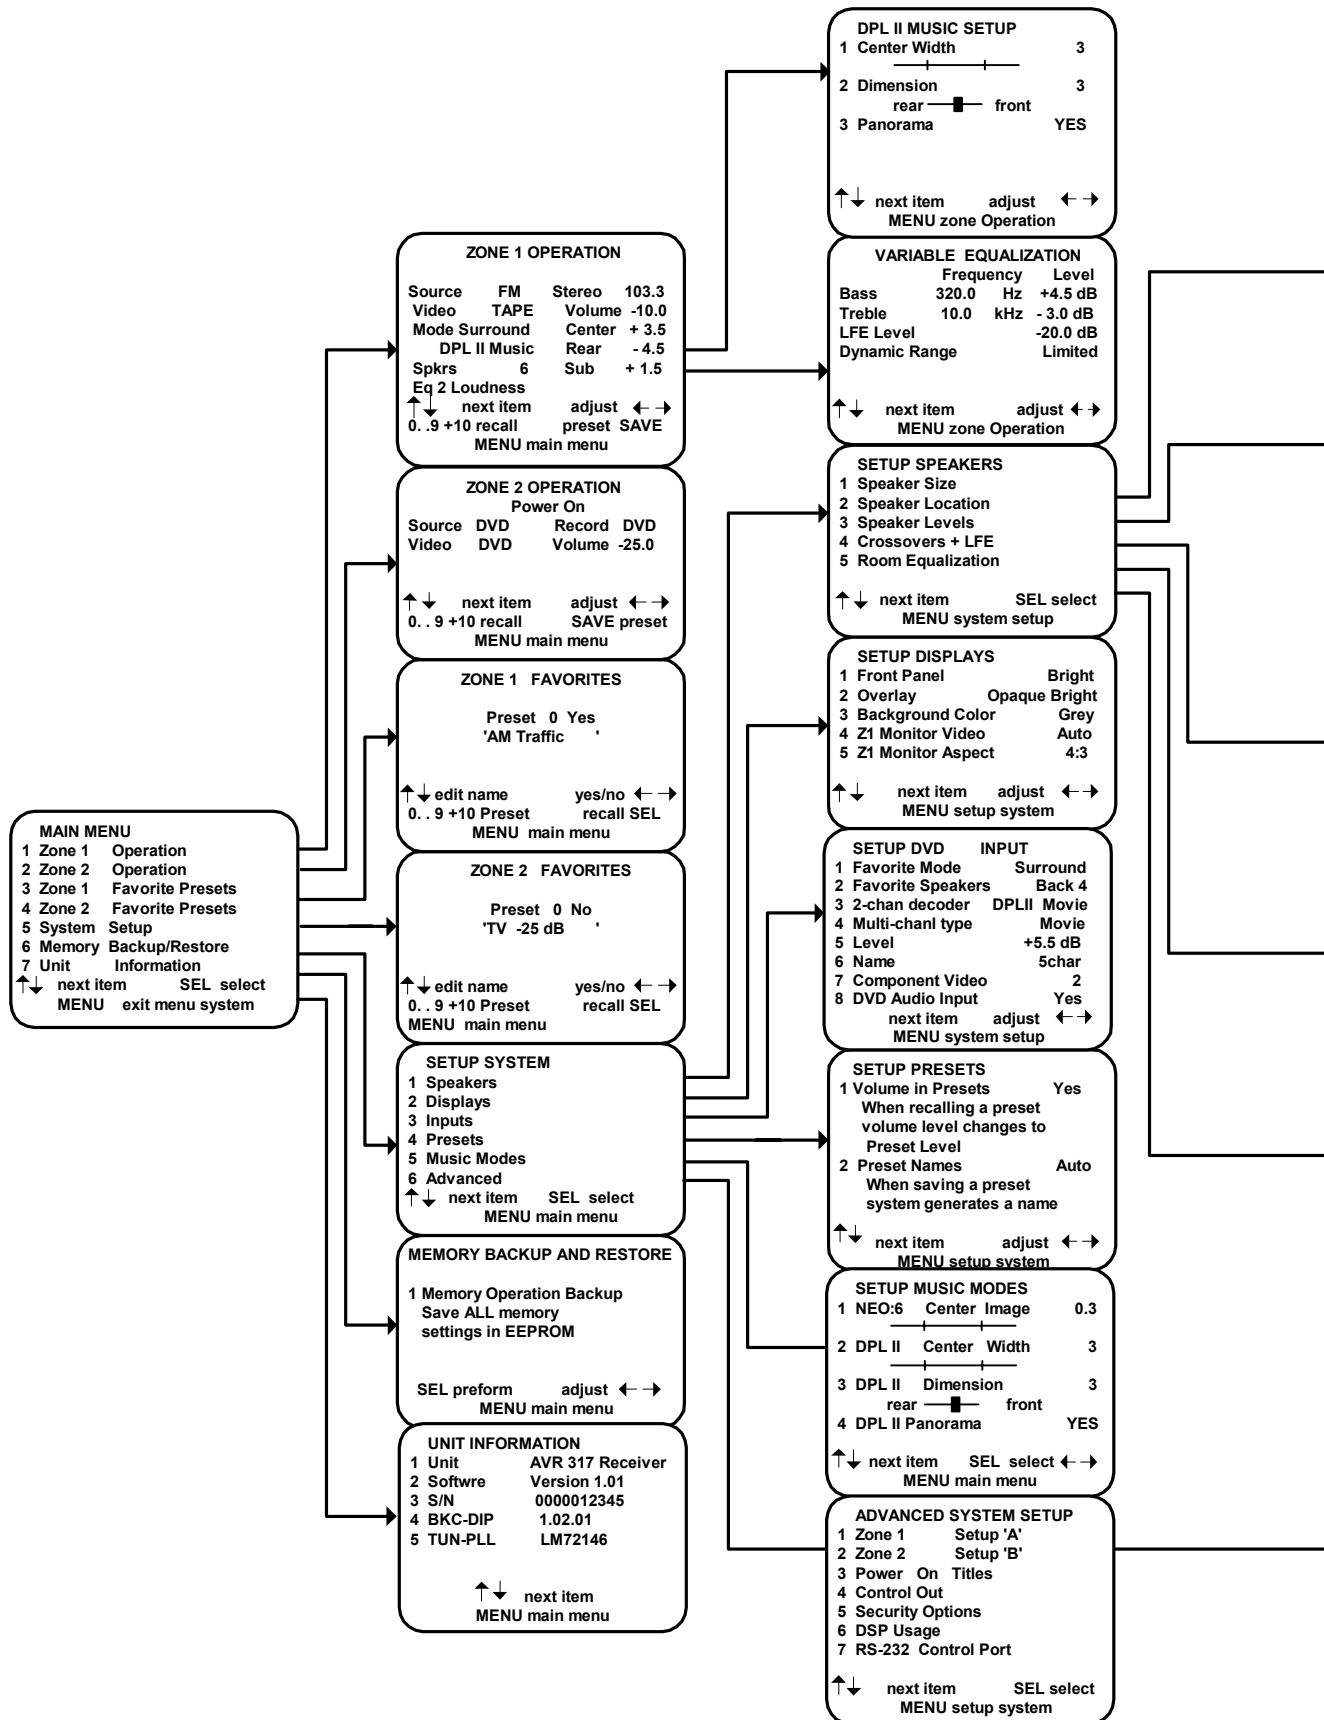 MAIN MENU
1 Zone 1 Operation
2 Zone 2 Operation
3 Zone 1 Favorite Presets
4 Zone 2 Favorite Presets
5 System Setup
6 Memory Backup/Restore
7 Unit Information
next item SEL select
MENU exit menu system
ZONE 1 OPERATION
Source FM Stereo 103.3
Video TAPE Volume -10.0
Mode Surround Center + 3.5
DPL II Music Rear - 4.5
Spkrs 6 Sub + 1.5
Eq 2 Loudness
next item adjust
0. .9 +10 recall preset SAVE
MENU main menu
ZONE 2 OPERATION
Power On
Source DVD Record DVD
Video DVD Volume -25.0
next item adjust
0. . 9 +10 recall SAVE preset
MENU main menu
ZONE 1 FAVORITES
Preset 0 Yes
'AM Traffic '
edit name yes/no
0. . 9 +10 Preset recall SEL
MENU main menu
ZONE 2 FAVORITES
Preset 0 No
'TV -25 dB '
edit name yes/no
0. . 9 +10 Preset recall SEL
MENU main menu
SETUP SYSTEM
1 Speakers
2 Displays
3 Inputs
4 Presets
5 Music Modes
6 Advanced
next item SEL select
MENU main menu
MEMORY BACKUP AND RESTORE
1 Memory Operation Backup
Save ALL memory
settings in EEPROM
SEL preform adjust
MENU main menu
UNIT INFORMATION
1 Unit AVR 317 Receiver
2 Softwre Version 1.01
3 S/N 0000012345
4 BKC-DIP 1.02.01
5 TUN-PLL LM72146
next item
MENU main menu
DPL II MUSIC SETUP
1 Center Width 3
2 Dimension 3
rear front
3 Panorama YES
next item adjust
MENU zone Operation
VARIABLE EQUALIZATION
Frequency Level
Bass 320.0 Hz +4.5 dB
Treble 10.0 kHz - 3.0 dB
LFE Level -20.0 dB
Dynamic Range Limited
next item adjust
MENU zone Operation
SETUP SPEAKERS
1 Speaker Size
2 Speaker Location
3 Speaker Levels
4 Crossovers + LFE
5 Room Equalization
next item SEL select
MENU system setup
SETUP DISPLAYS
1 Front Panel Bright
2 Overlay Opaque Bright
3 Background Color Grey
4 Z1 Monitor Video Auto
5 Z1 Monitor Aspect 4:3
next item adjust
MENU setup system
SETUP DVD INPUT
1 Favorite Mode Surround
2 Favorite Speakers Back 4
3 2-chan decoder DPLII Movie
4 Multi-chanl type Movie
5 Level +5.5 dB
6 Name 5char
7 Component Video 2
8 DVD Audio Input Yes
next item adjust
MENU system setup
SETUP PRESETS
1 Volume in Presets Yes
When recalling a preset
volume level changes to
Preset Level
2 Preset Names Auto
When saving a preset
system generates a name
next item adjust
MENU setup system
SETUP MUSIC MODES
1 NEO:6 Center Image 0.3
2 DPL II Center Width 3
3 DPL II Dimension 3
rear front
4 DPL II Panorama YES
next item SEL select
MENU main menu
ADVANCED SYSTEM SETUP
1 Zone 1 Setup 'A'
2 Zone 2 Setup 'B'
3 Power On Titles
4 Control Out
5 Security Options
6 DSP Usage
7 RS-232 Control Port
next item SEL select
MENU setup system